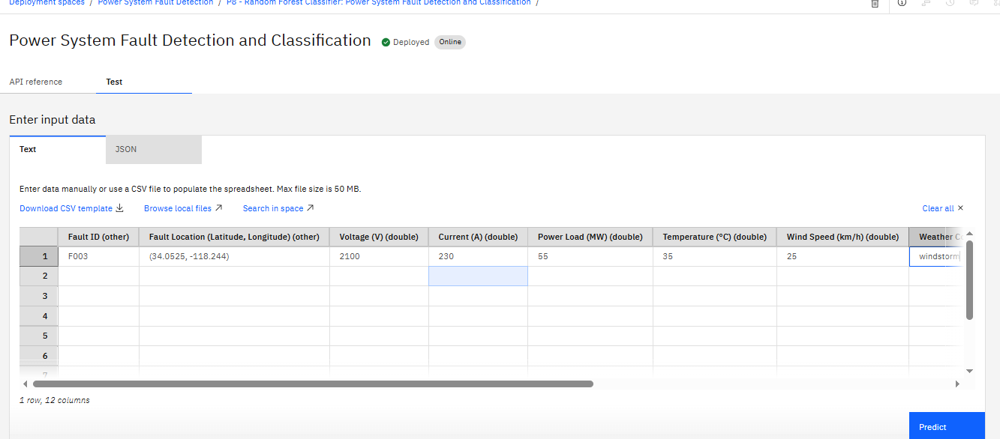 Deployment spaces / Power System Fault Detection / P8 - Random Forest Classifier: Power System Fault Detection and Classification /
Power System Fault Detection and Classification Deployed Online
API reference Test
Enter input data
Text JSON
Enter data manually or use a CSV file to populate the spreadsheet. Max file size is 50 MB.
Download CSV template Browse local files Search in space Clear all ×
Fault ID (other) Fault Location (Latitude, Longitude) (other) Voltage (V) (double) Current (A) (double) Power Load (MW) (double) Temperature (°C) (double) Wind Speed (km/h) (double) Weather C
1 F003 (34.0525, -118.244) 2100 230 55 35 25 windstorm
2
3
4
5
6
7
1 row, 12 columns
Predict